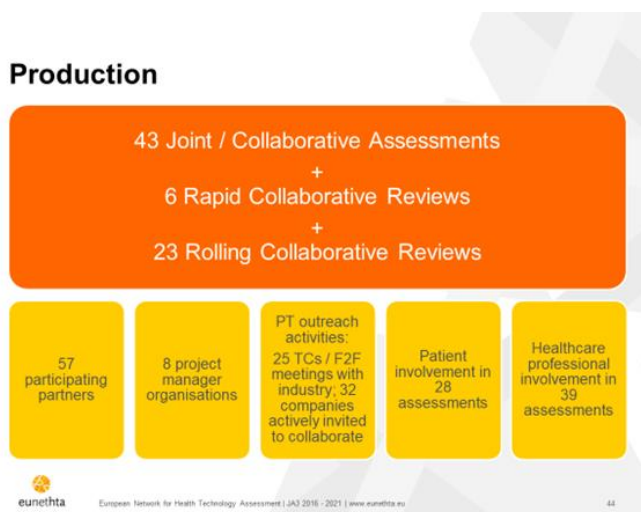 Production
43 Joint / Collaborative Assessments
+
6 Rapid Collaborative Reviews
+
23 Rolling Collaborative Reviews
57
participating
partners
8 project
manager
organisations
PT outreach
activities:
25 TCs / F2F
meetings with
industry; 32
companies
actively invited
to collaborate
Patient
involvement in
28
assessments
Healthcare
professional
involvement in
39
assessments
eunethta
European Network for Health Technology Assessment | JA3 2016 - 2021 | www.eunethta.eu
44